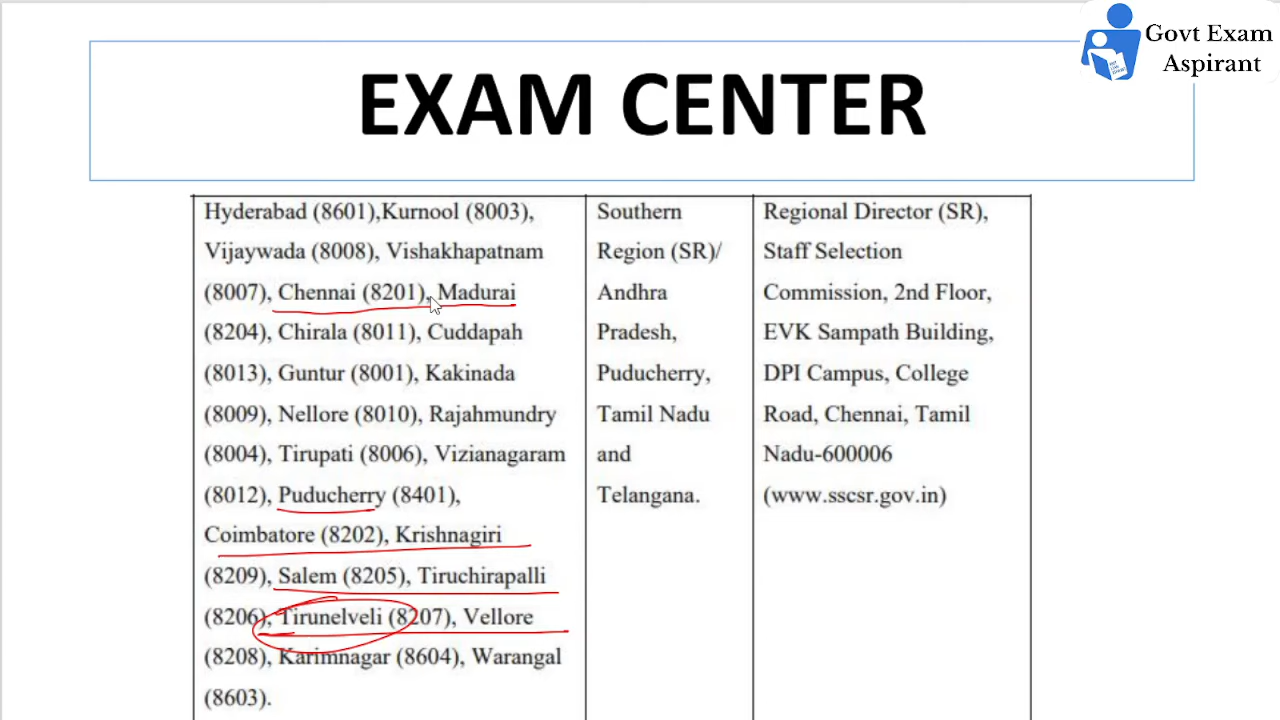 Govt Exam
Aspirant
EXAM CENTER
Hyderabad (8601),Kurnool (8003),
Vijaywada (8008), Vishakhapatnam
(8007), Chennai (8201), Madurai
(8204), Chirala (8011), Cuddapah
(8013), Guntur (8001), Kakinada
(8009), Nellore (8010), Rajahmundry
(8004), Tirupati (8006), Vizianagaram
(8012), Puducherry (8401),
Coimbatore (8202), Krishnagiri
(8209), Salem (8205), Tiruchirapalli
(8206), Tirunelveli (8207), Vellore
(8208), Karimnagar (8604), Warangal
(8603).
Southern
Region (SR)/
Andhra
Pradesh,
Puducherry,
Tamil Nadu
and
Telangana.
Regional Director (SR),
Staff Selection
Commission, 2nd Floor,
EVK Sampath Building,
DPI Campus, College
Road, Chennai, Tamil
Nadu-600006
(www.sscsr.gov.in)